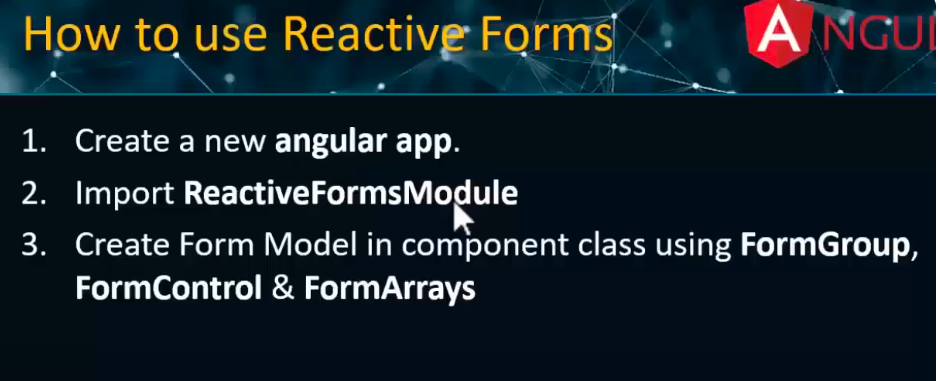 How to use Reactive Forms
ANGUL
1. Create a new angular app.
2. Import ReactiveFormsModule
3. Create Form Model in component class using FormGroup,
FormControl & FormArrays